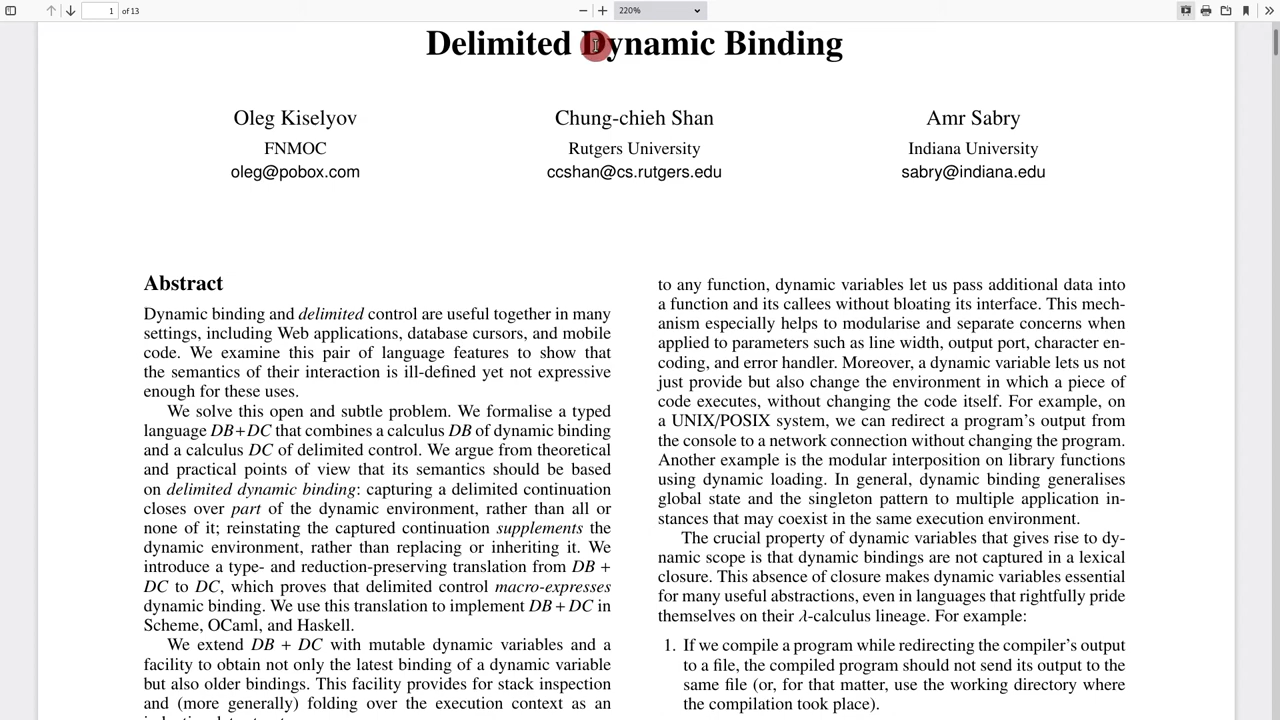 1 of 13
220%
Delimited Dynamic Binding
Oleg Kiselyov
FNMOC
oleg@pobox.com
Chung-chieh Shan
Rutgers University
ccshan@cs.rutgers.edu
Amr Sabry
Indiana University
sabry@indiana.edu
Abstract
Dynamic binding and delimited control are useful together in many
settings, including Web applications, database cursors, and mobile
code. We examine this pair of language features to show that
the semantics of their interaction is ill-defined yet not expressive
enough for these uses.
We solve this open and subtle problem. We formalise a typed
language DB+DC that combines a calculus DB of dynamic binding
and a calculus DC of delimited control. We argue from theoretical
and practical points of view that its semantics should be based
on delimited dynamic binding: capturing a delimited continuation
closes over part of the dynamic environment, rather than all or
none of it; reinstating the captured continuation supplements the
dynamic environment, rather than replacing or inheriting it. We
introduce a type- and reduction-preserving translation from DB +
DC to DC, which proves that delimited control macro-expresses
dynamic binding. We use this translation to implement DB + DC in
Scheme, OCaml, and Haskell.
We extend DB + DC with mutable dynamic variables and a
facility to obtain not only the latest binding of a dynamic variable
but also older bindings. This facility provides for stack inspection
and (more generally) folding over the execution context as an
to any function, dynamic variables let us pass additional data into
a function and its callees without bloating its interface. This mech-
anism especially helps to modularise and separate concerns when
applied to parameters such as line width, output port, character en-
coding, and error handler. Moreover, a dynamic variable lets us not
just provide but also change the environment in which a piece of
code executes, without changing the code itself. For example, on
a UNIX/POSIX system, we can redirect a program's output from
the console to a network connection without changing the program.
Another example is the modular interposition on library functions
using dynamic loading. In general, dynamic binding generalises
global state and the singleton pattern to multiple application in-
stances that may coexist in the same execution environment.
The crucial property of dynamic variables that gives rise to dy-
namic scope is that dynamic bindings are not captured in a lexical
closure. This absence of closure makes dynamic variables essential
for many useful abstractions, even in languages that rightfully pride
themselves on their λ-calculus lineage. For example:
1. If we compile a program while redirecting the compiler's output
to a file, the compiled program should not send its output to the
same file (or, for that matter, use the working directory where
the compilation took place).